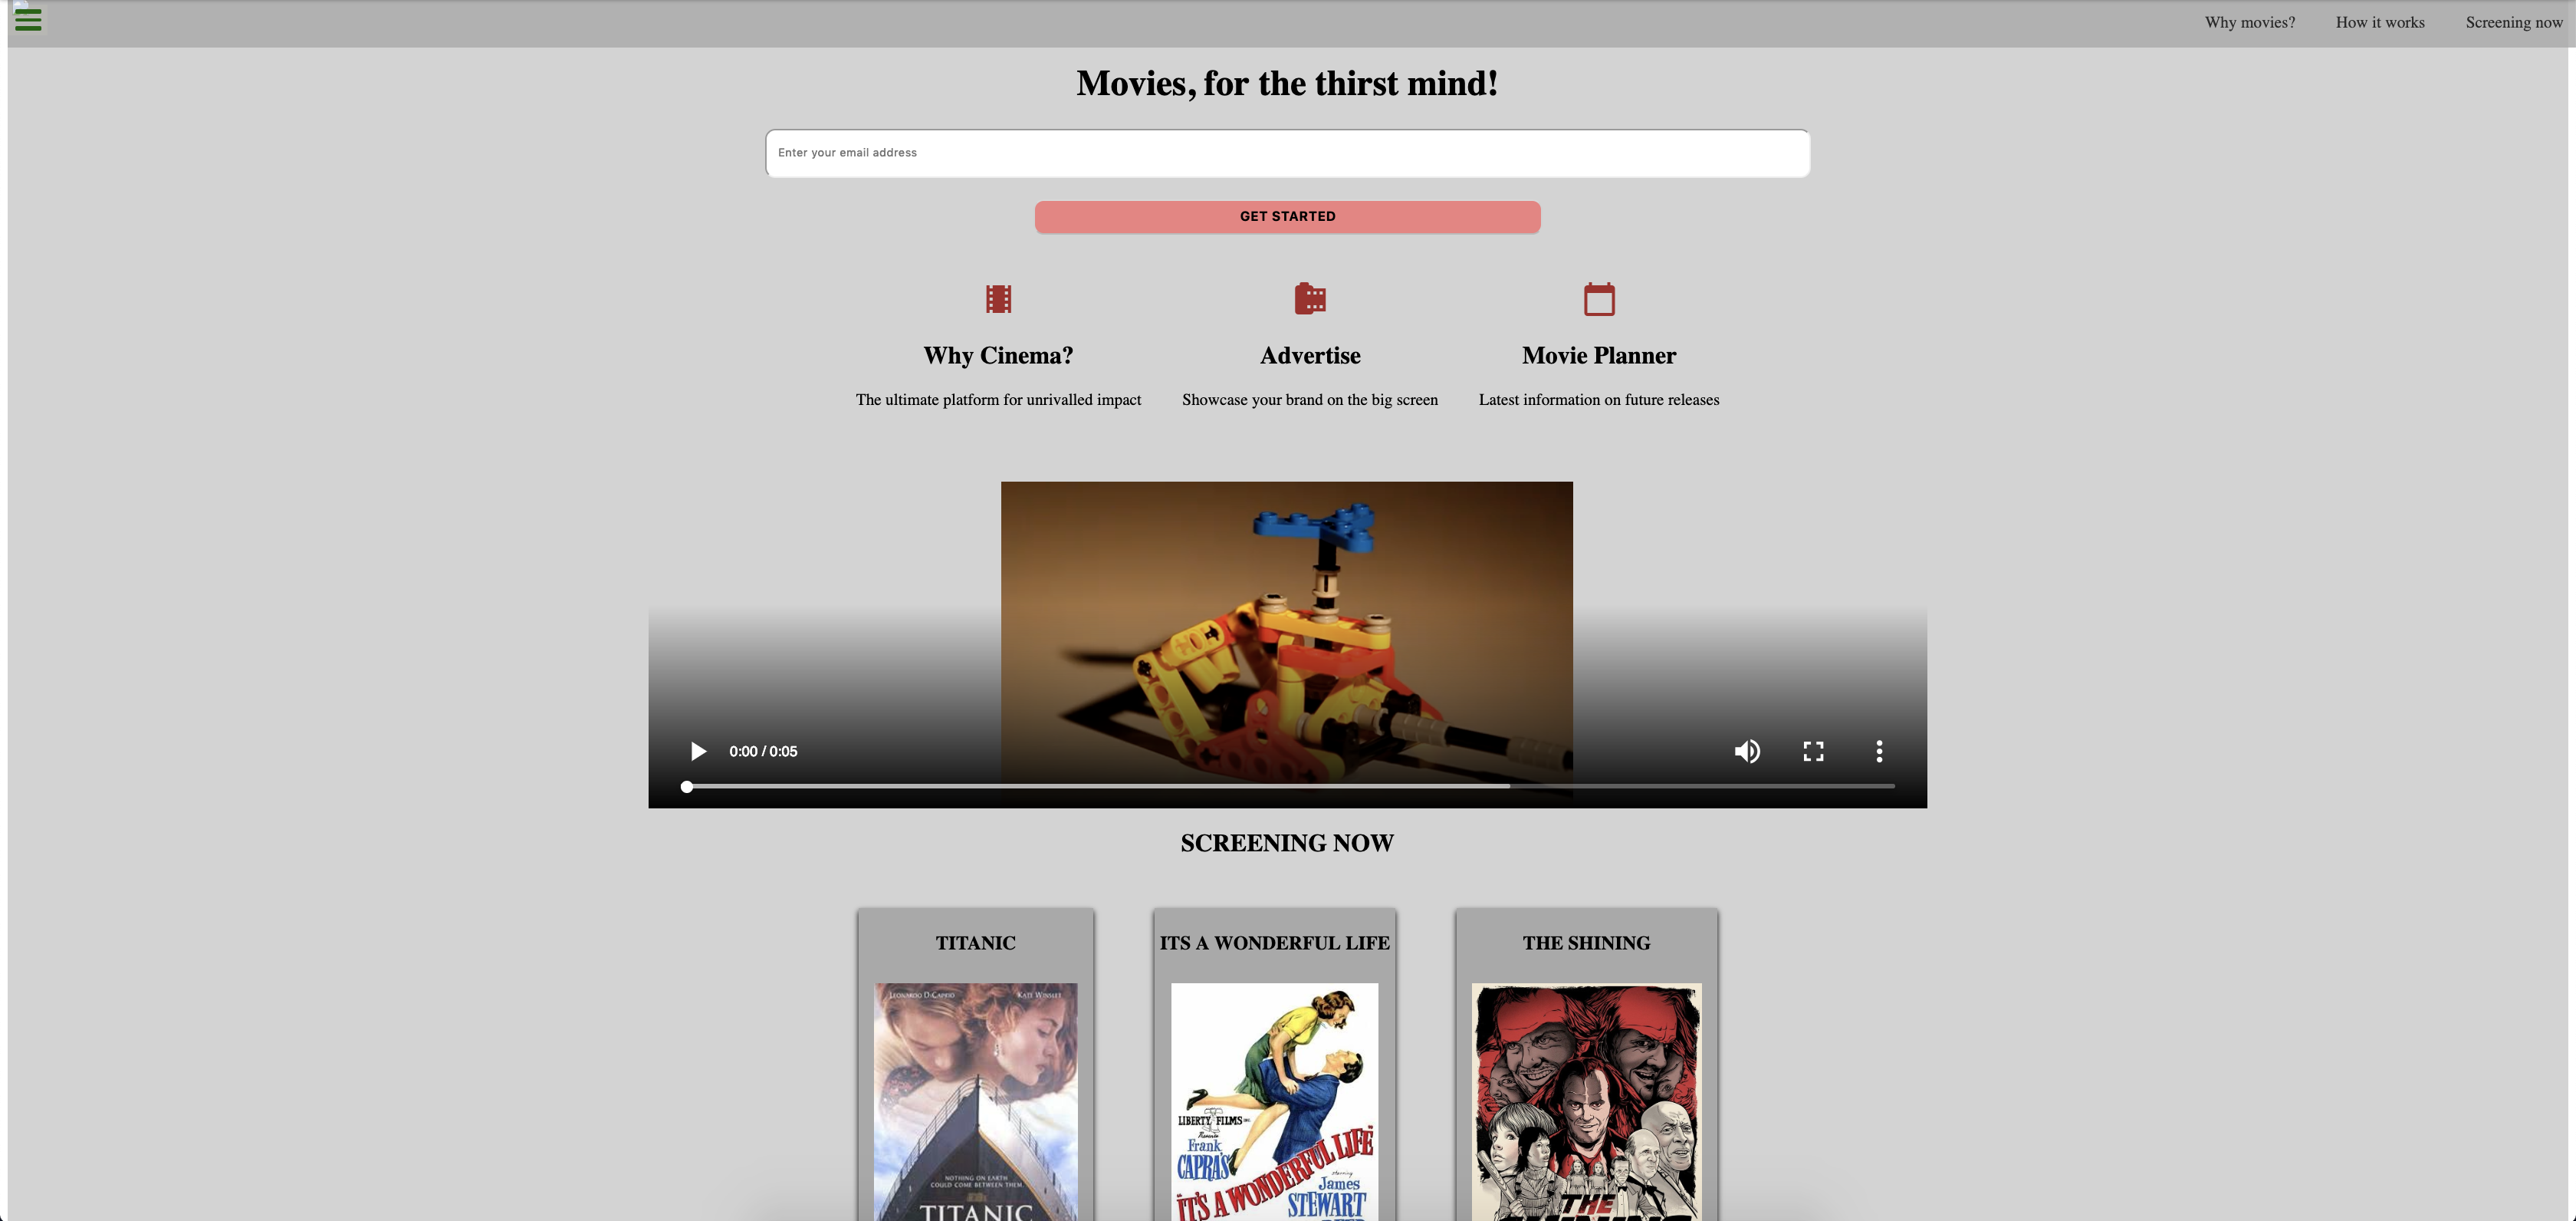 Why movies? How it works Screening now
Movies, for the thirst mind!
Enter your email address
GET STARTED
Why Cinema? Advertise Movie Planner
The ultimate platform for unrivalled impact Showcase your brand on the big screen Latest information on future releases
0:00 / 0:05
SCREENING NOW
TITANIC ITS A WONDERFUL LIFE THE SHINING
LEONARDO DICAPRIO KATE WINSLET
NOTHING ON EARTH
COULD COME BETWEEN THEM.
TITANIC
LIBERTY FILMS INC.
Presents
Frank
CAPRA'S
IT'S A WONDERFUL LIFE
starring
James
STEWART
THE